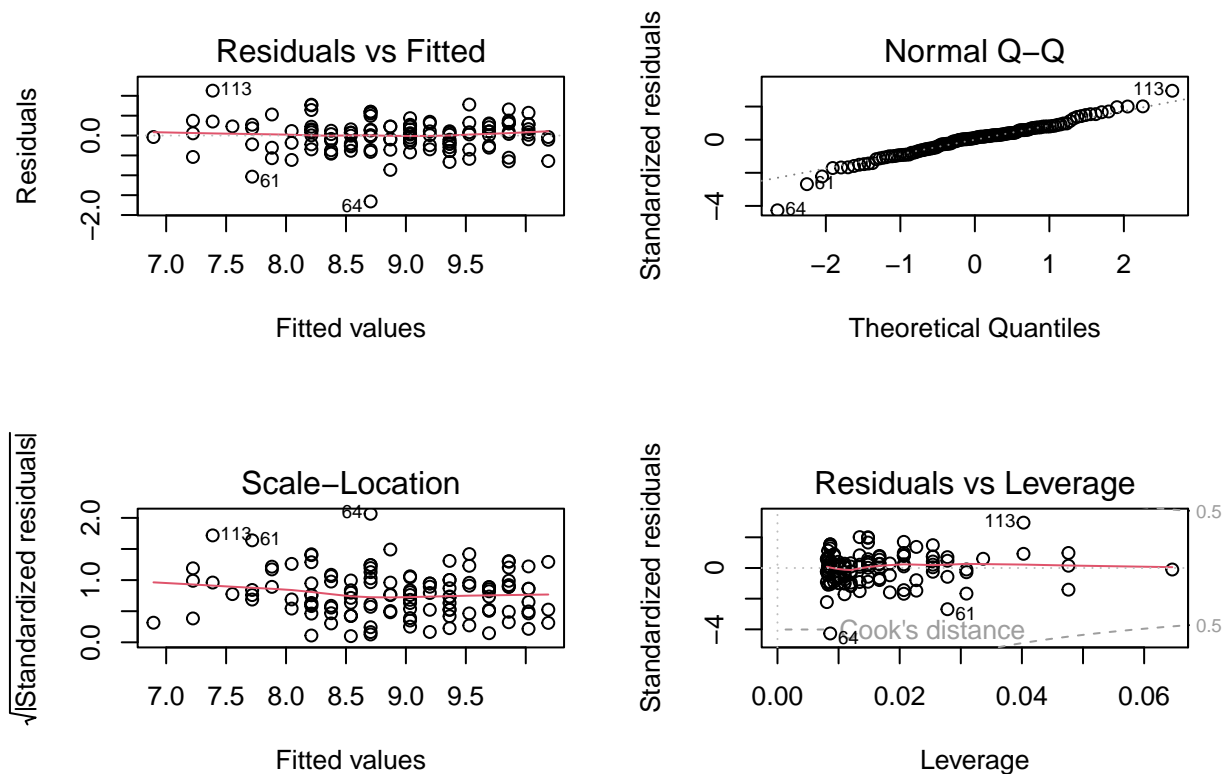 Residuals vs Fitted
Residuals
0.0
−2.0
113
61
64
7.0 7.5 8.0 8.5 9.0 9.5
Fitted values
Normal Q−Q
Standardized residuals
0
−4
113
61
64
−2 −1 0 1 2
Theoretical Quantiles
Scale−Location
√|Standardized residuals|
2.0
1.0
0.0
64
113
61
7.0 7.5 8.0 8.5 9.0 9.5
Fitted values
Residuals vs Leverage
Standardized residuals
0
−4
113
61
64
Cook's distance
0.5
0.5
0.00 0.02 0.04 0.06
Leverage